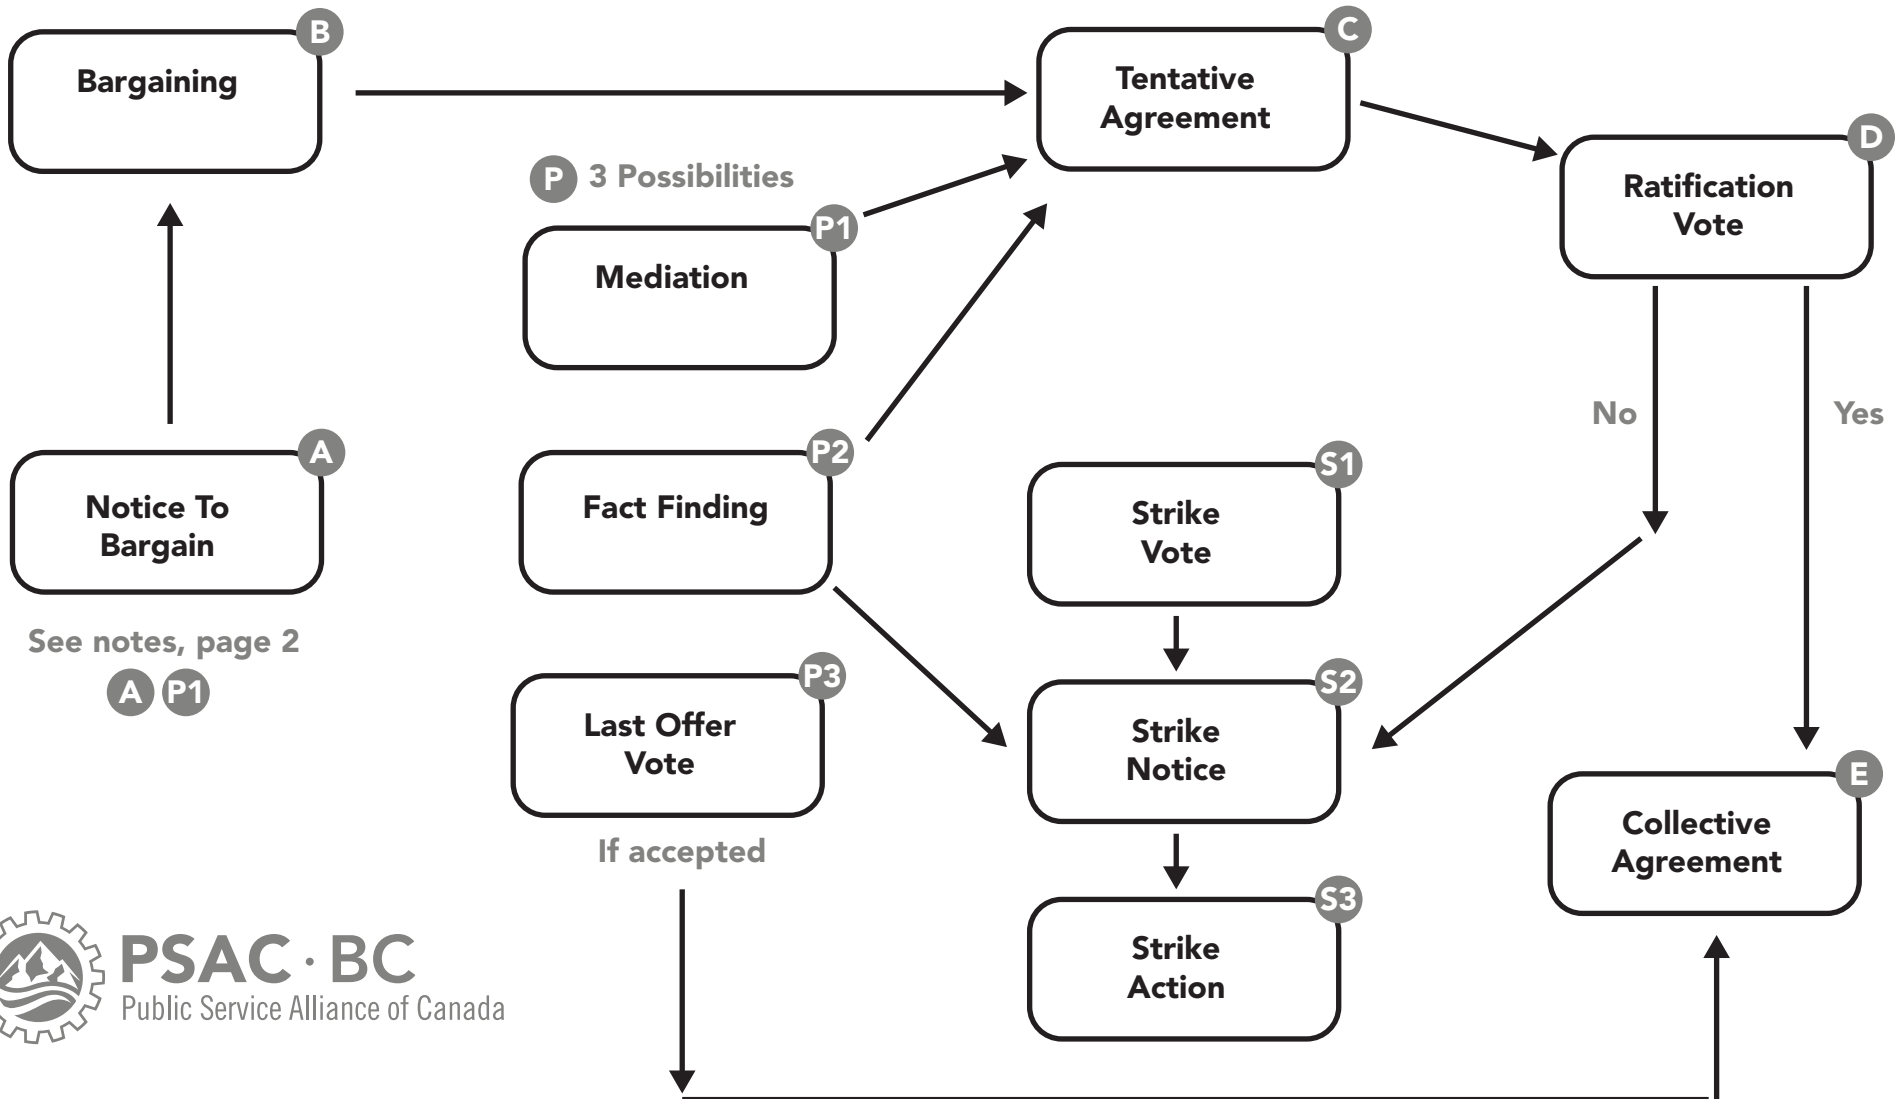 B
Bargaining
C
Tentative
Agreement
D
Ratification
Vote
P 3 Possibilities
P1
Mediation
No
Yes
A
Notice To
Bargain
See notes, page 2
A P1
P2
Fact Finding
S1
Strike
Vote
P3
Last Offer
Vote
If accepted
S2
Strike
Notice
S3
Strike
Action
E
Collective
Agreement
PSAC · BC
Public Service Alliance of Canada